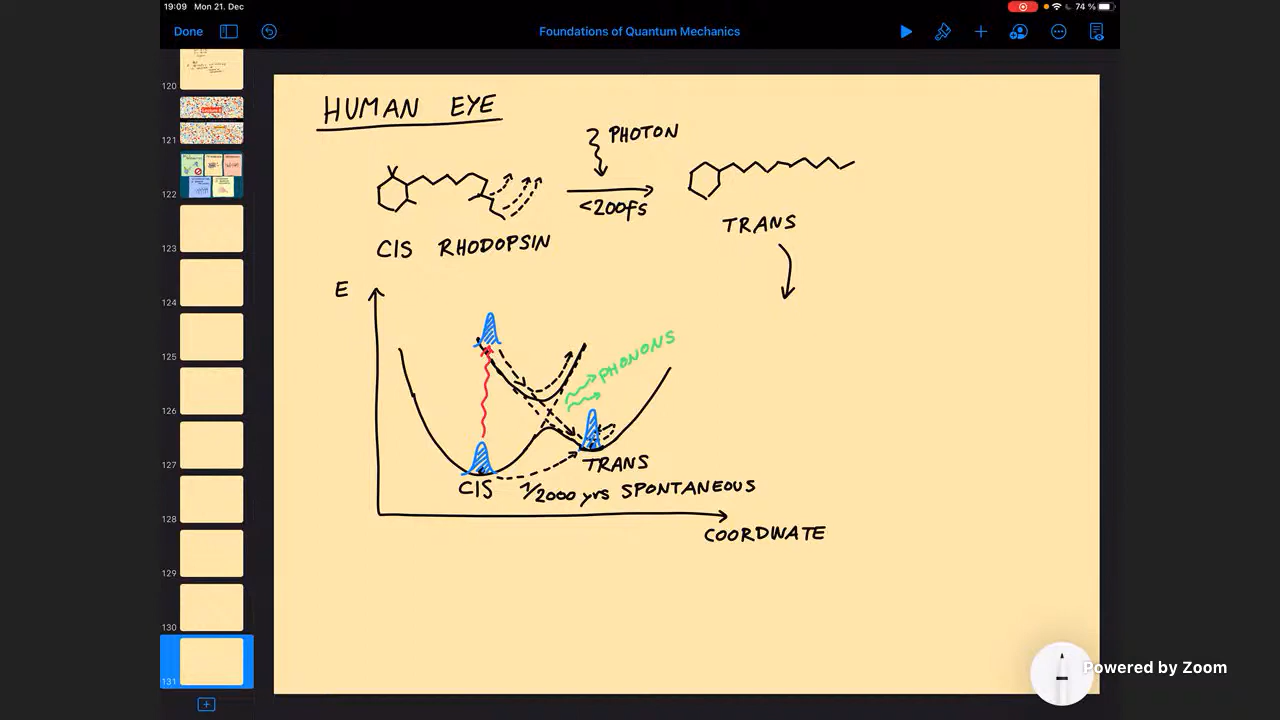 19:09 Mon 21. Dec
74 %
Done
Foundations of Quantum Mechanics
120
121
122
123
124
125
126
127
128
129
130
131
HUMAN EYE
PHOTON
<200fs
CIS RHODOPSIN
TRANS
E
PHONONS
TRANS
CIS
1/2000 yrs SPONTANEOUS
COORDINATE
Powered by Zoom